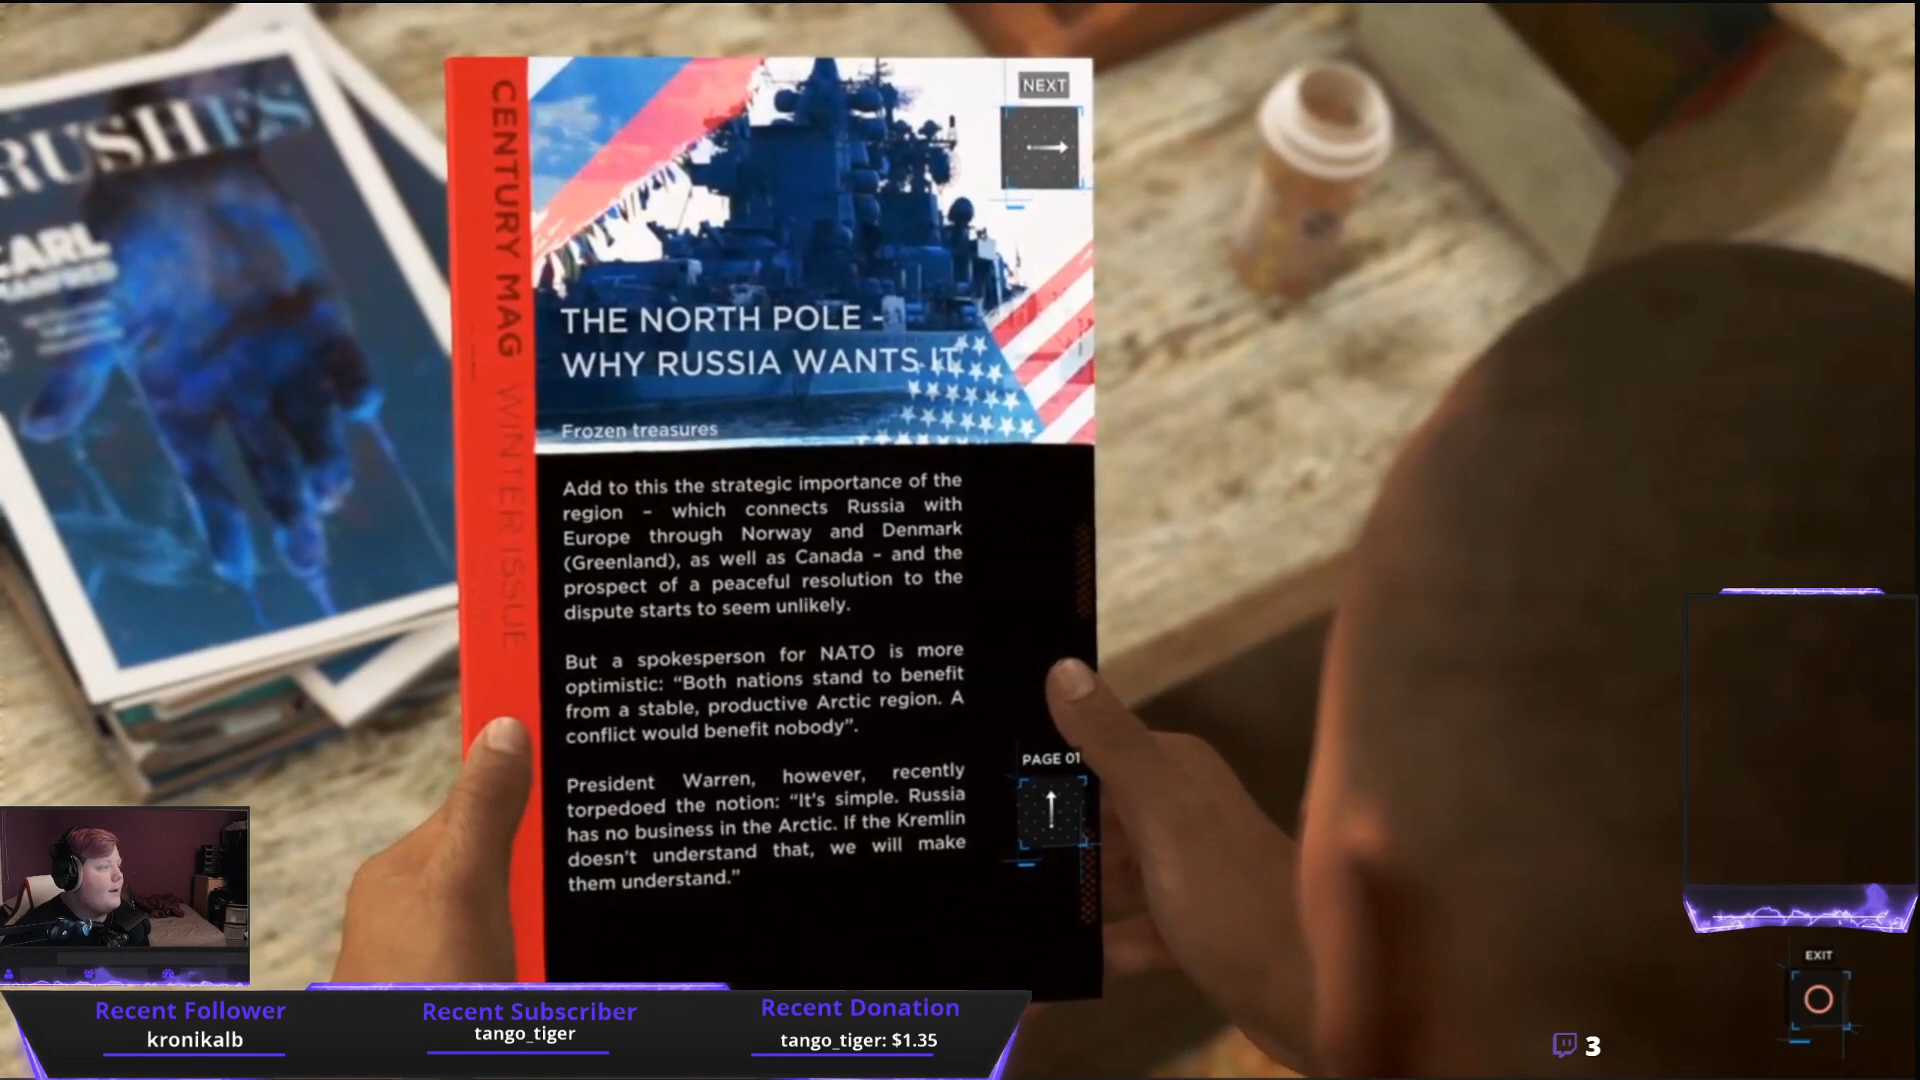 RUSHES
CARL
CENTURY MAG WINTER ISSUE
NEXT
THE NORTH POLE -
WHY RUSSIA WANTS IT
Frozen treasures
Add to this the strategic importance of the
region – which connects Russia with
Europe through Norway and Denmark
(Greenland), as well as Canada – and the
prospect of a peaceful resolution to the
dispute starts to seem unlikely.
But a spokesperson for NATO is more
optimistic: “Both nations stand to benefit
from a stable, productive Arctic region. A
conflict would benefit nobody”.
President Warren, however, recently
torpedoed the notion: “It's simple. Russia
has no business in the Arctic. If the Kremlin
doesn't understand that, we will make
them understand.”
PAGE 01
EXIT
Recent Follower
kronikalb
Recent Subscriber
tango_tiger
Recent Donation
tango_tiger: $1.35
3